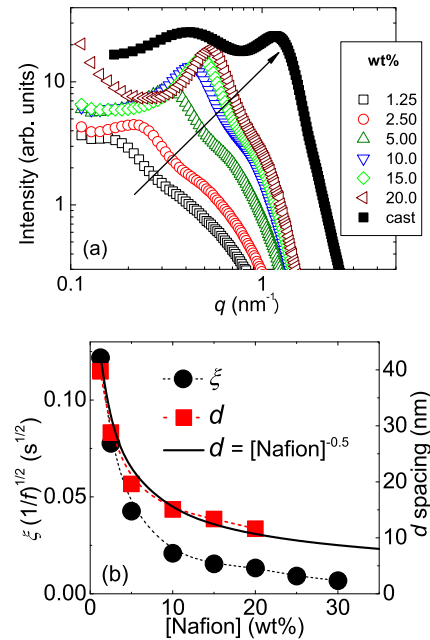 10
1
Intensity (arb. units)
(a)
0.1
1
q (nm⁻¹)
wt%
1.25
2.50
5.00
10.0
15.0
20.0
cast
0.10
0.05
0.00
ξ (1/f)^1/2 (s^1/2)
ξ
d
d = [Nafion]^-0.5
40
30
20
10
0
d spacing (nm)
(b)
0
10
20
30
[Nafion] (wt%)